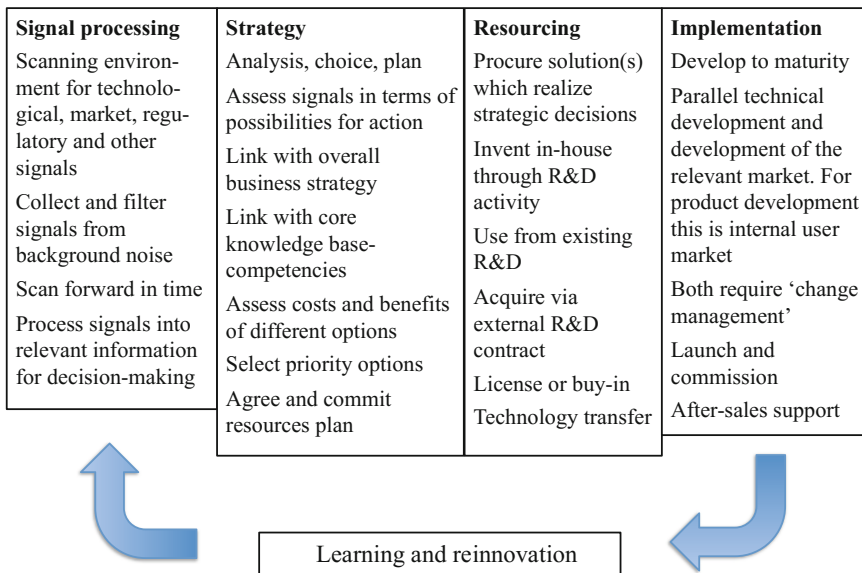 Signal processing
Scanning environ-
ment for technolog-
ical, market, regu-
latory and other
signals
Collect and filter
signals from
background noise
Scan forward in time
Process signals into
relevant information
for decision-making
Strategy
Analysis, choice, plan
Assess signals in terms of
possibilities for action
Link with overall
business strategy
Link with core
knowledge base-
competencies
Assess costs and benefits
of different options
Select priority options
Agree and commit
resources plan
Resourcing
Procure solution(s)
which realize
strategic decisions
Invent in-house
through R&D
activity
Use from existing
R&D
Acquire via
external R&D
contract
License or buy-in
Technology transfer
Implementation
Develop to maturity
Parallel technical
development and
development of the
relevant market. For
product development
this is internal user
market
Both require ‘change
management’
Launch and
commission
After-sales support
Learning and reinnovation